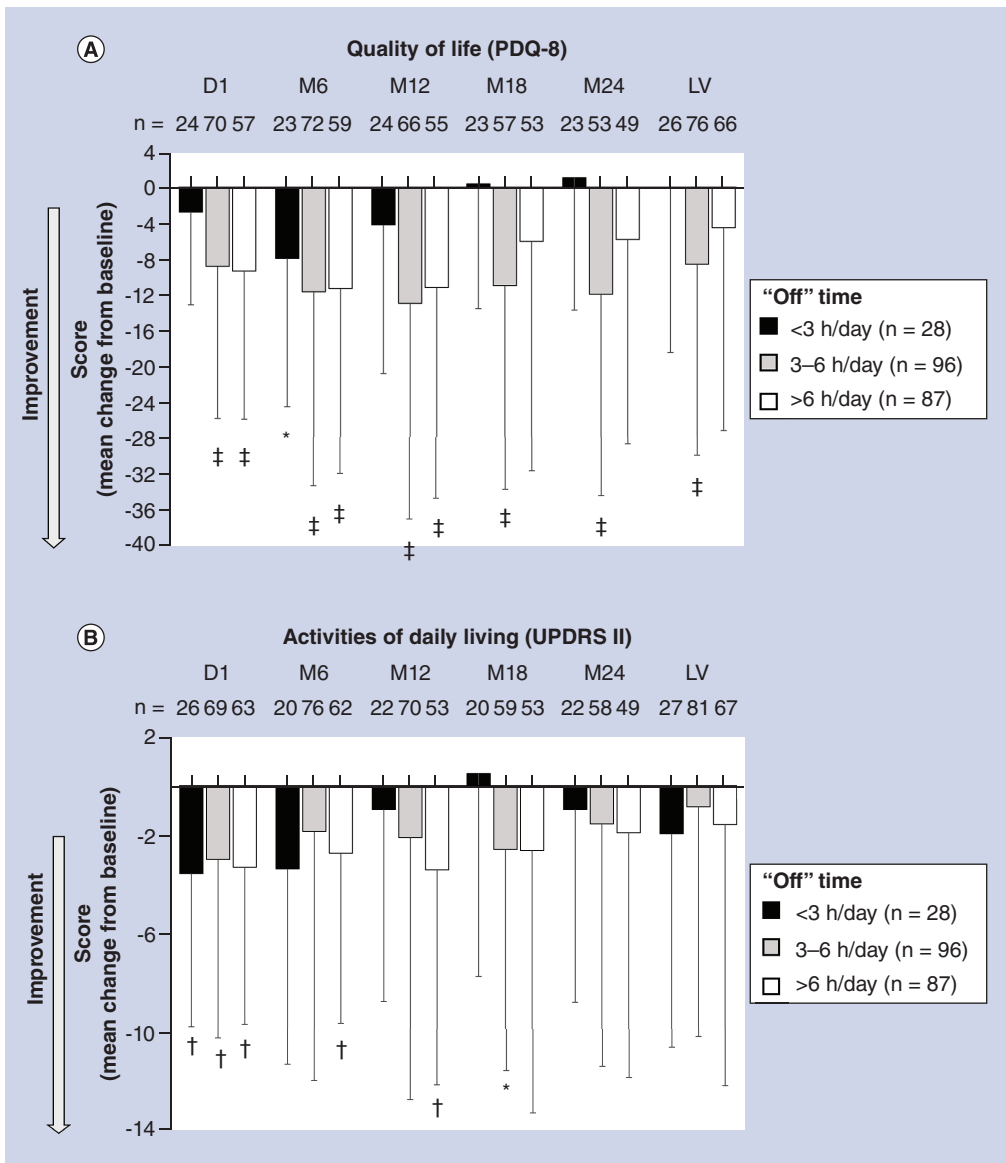 A
Quality of life (PDQ-8)
D1 M6 M12 M18 M24 LV
n = 24 70 57 23 72 59 24 66 55 23 57 53 23 53 49 26 76 66
4
0
-4
-8
-12
-16
-20
-24
-28
-32
-36
-40
Improvement
Score
(mean change from baseline)
*
‡ ‡
‡ ‡
‡ ‡
‡
‡
‡
"Off" time
<3 h/day (n = 28)
3–6 h/day (n = 96)
>6 h/day (n = 87)
B
Activities of daily living (UPDRS II)
D1 M6 M12 M18 M24 LV
n = 26 69 63 20 76 62 22 70 53 20 59 53 22 58 49 27 81 67
2
-2
-6
-10
-14
Improvement
Score
(mean change from baseline)
† † †
†
†
*
"Off" time
<3 h/day (n = 28)
3–6 h/day (n = 96)
>6 h/day (n = 87)